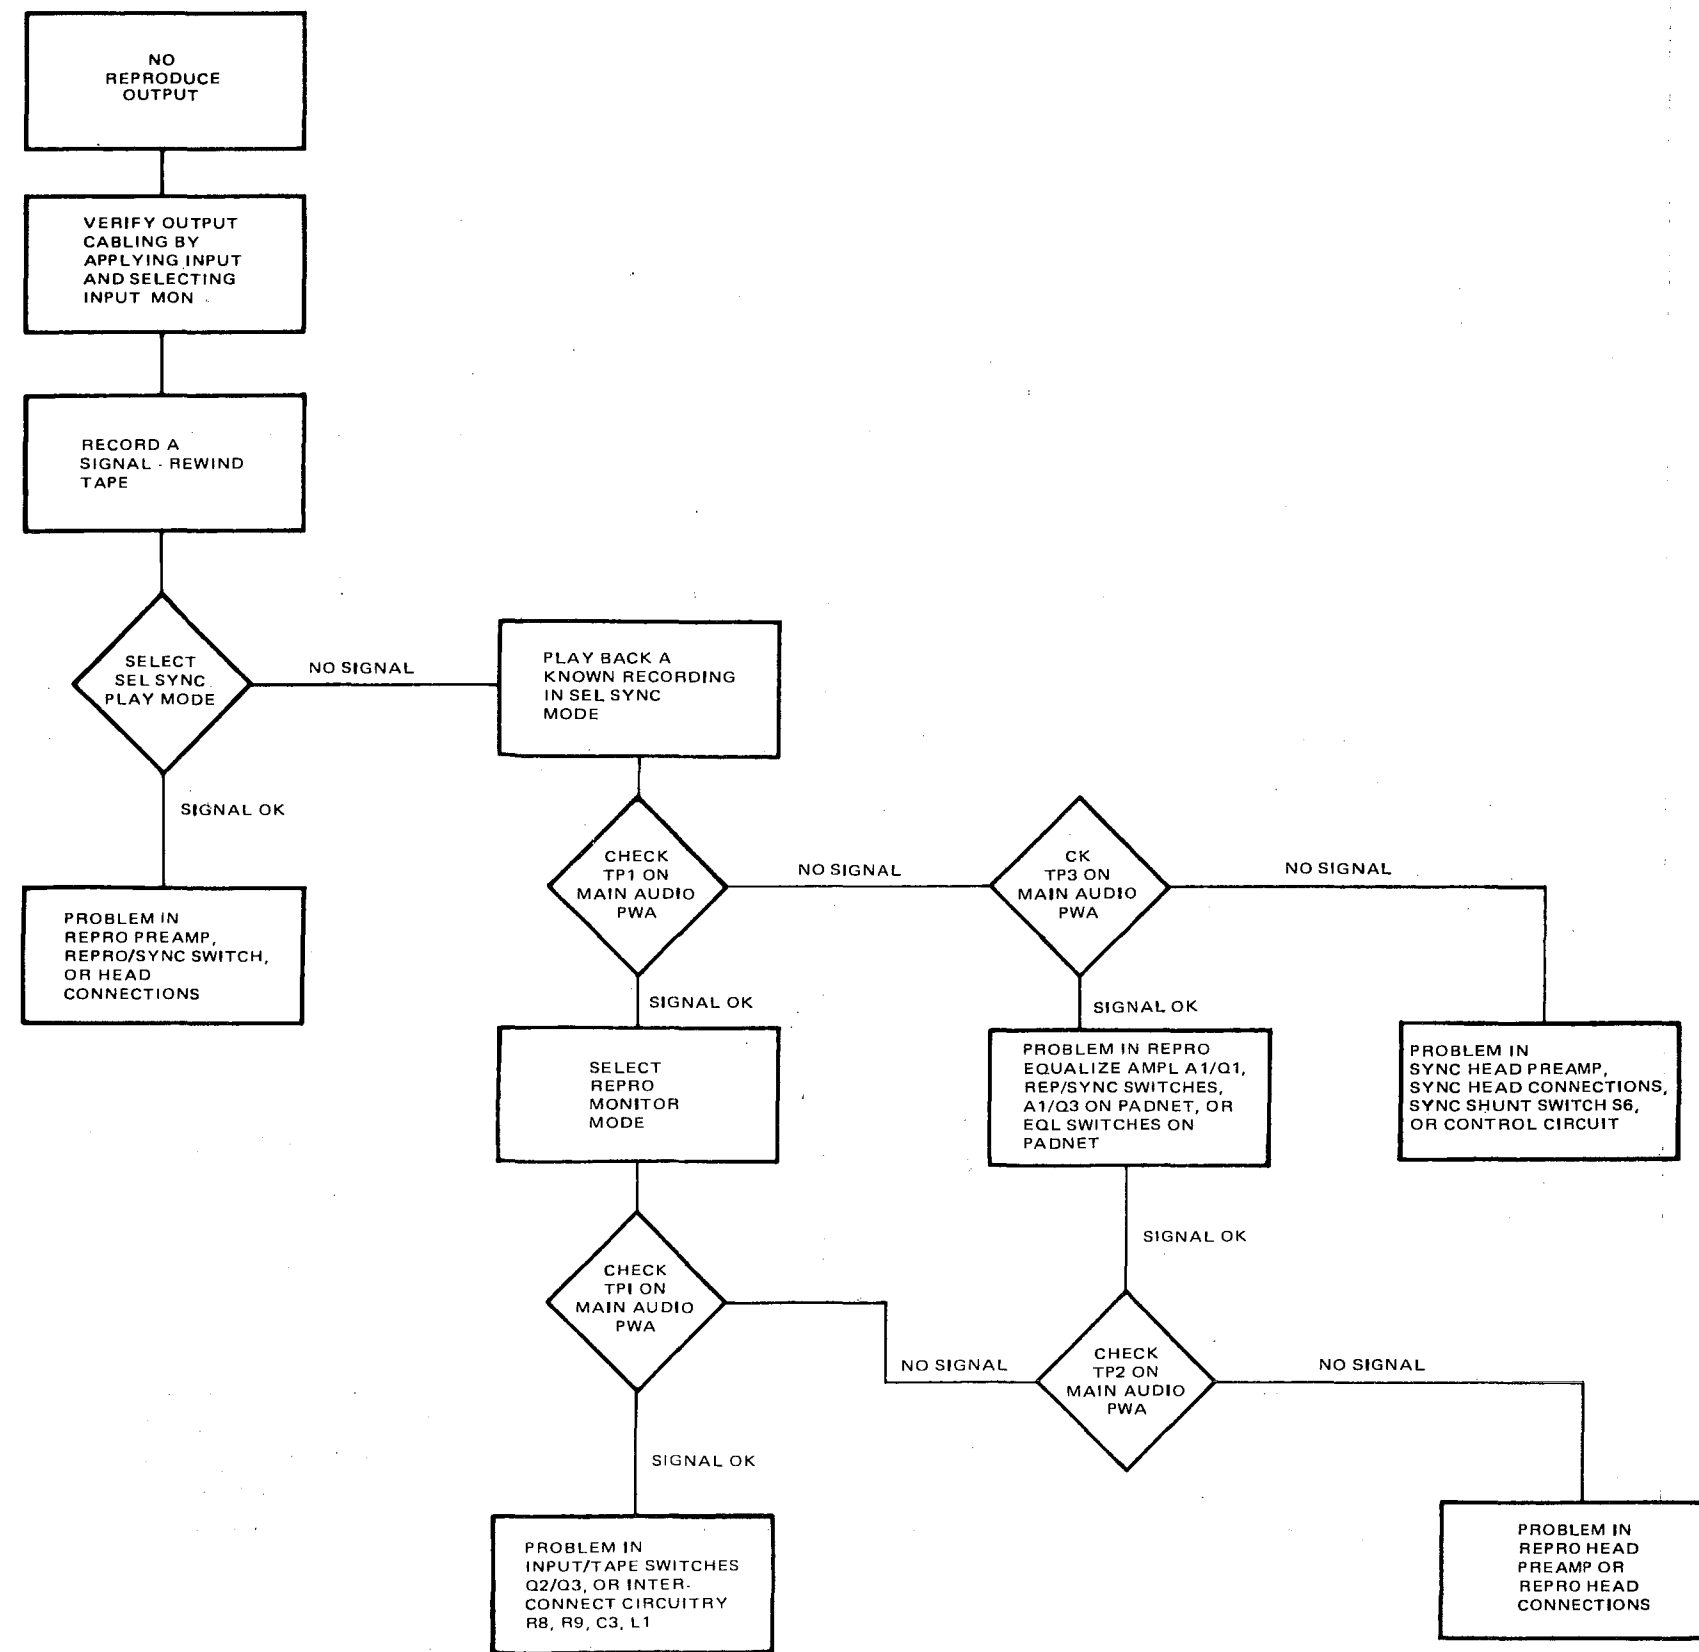 NO
REPRODUCE
OUTPUT
VERIFY OUTPUT
CABLING BY
APPLYING INPUT
AND SELECTING
INPUT MON
RECORD A
SIGNAL - REWIND
TAPE
SELECT
SEL SYNC
PLAY MODE
NO SIGNAL
PLAY BACK A
KNOWN RECORDING
IN SEL SYNC
MODE
SIGNAL OK
PROBLEM IN
REPRO PREAMP,
REPRO/SYNC SWITCH,
OR HEAD
CONNECTIONS
CHECK
TP1 ON
MAIN AUDIO
PWA
NO SIGNAL
CK
TP3 ON
MAIN AUDIO
PWA
NO SIGNAL
SIGNAL OK
SIGNAL OK
SELECT
REPRO
MONITOR
MODE
PROBLEM IN REPRO
EQUALIZE AMPL A1/Q1,
REP/SYNC SWITCHES,
A1/Q3 ON PADNET, OR
EQL SWITCHES ON
PADNET
PROBLEM IN
SYNC HEAD PREAMP,
SYNC HEAD CONNECTIONS,
SYNC SHUNT SWITCH S6,
OR CONTROL CIRCUIT
SIGNAL OK
CHECK
TPI ON
MAIN AUDIO
PWA
NO SIGNAL
CHECK
TP2 ON
MAIN AUDIO
PWA
NO SIGNAL
SIGNAL OK
PROBLEM IN
INPUT/TAPE SWITCHES
Q2/Q3, OR INTER-
CONNECT CIRCUITRY
R8, R9, C3, L1
PROBLEM IN
REPRO HEAD
PREAMP OR
REPRO HEAD
CONNECTIONS